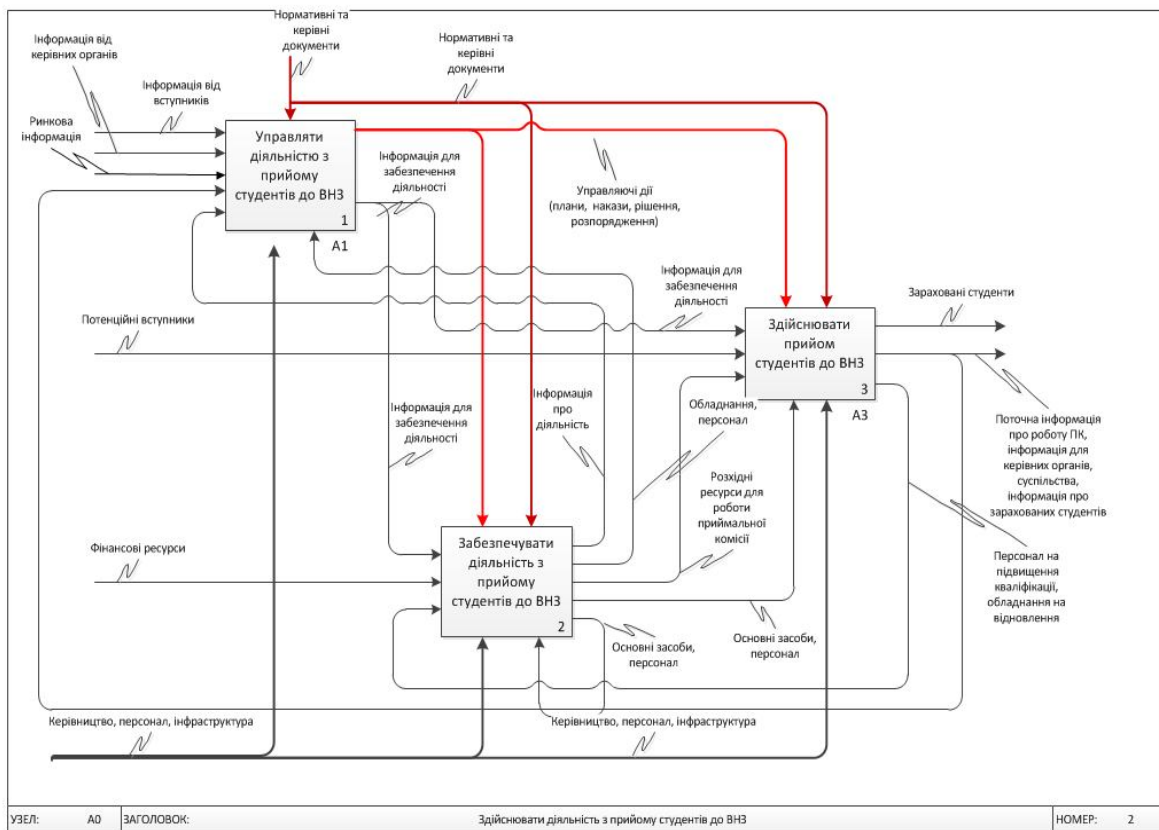 Нормативні та
керівні
документи
Нормативні та
керівні
документи
Інформація від
керівних органів
Інформація від
вступників
Ринкова
інформація
Управляти
діяльністю з
прийому
студентів до ВНЗ
1
А1
Інформація для
забезпечення
діяльності
Управляючі дії
(плани, накази, рішення,
розпорядження)
Інформація для
забезпечення
діяльності
Зараховані студенти
Потенційні вступники
Здійснювати
прийом
студентів до ВНЗ
3
А3
Інформація для
забезпечення
діяльності
Інформація
про
діяльність
Обладнання,
персонал
Поточна інформація
про роботу ПК,
інформація для
керівних органів,
суспільства,
інформація про
зарахованих студентів
Розхідні
ресурси для
роботи
приймальної
комісії
Фінансові ресурси
Забезпечувати
діяльність з
прийому
студентів до ВНЗ
2
Персонал на
підвищення
кваліфікації,
обладнання на
відновлення
Основні засоби,
персонал
Основні засоби,
персонал
Керівництво, персонал, інфраструктура
Керівництво, персонал, інфраструктура
УЗЕЛ: А0 ЗАГОЛОВОК: Здійснювати діяльність з прийому студентів до ВНЗ НОМЕР: 2